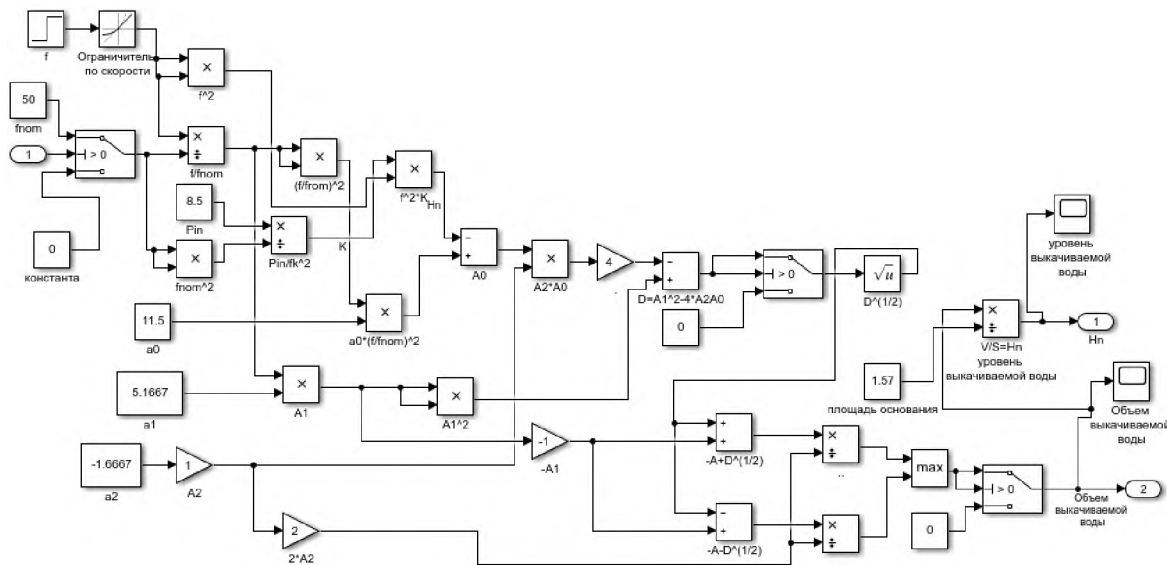 f
Ограничитель
по скорости
×
f^2
50
fnom
1
> 0
×
÷
f/fnom
×
(f/from)^2
×
f^2*K
Hn
8.5
Pin
×
÷
Pin/fk^2
K
0
константа
×
fnom^2
−
+
A0
×
A2*A0
4
−
+
D=A1^2-4*A2A0
> 0
0
√u
D^(1/2)
уровень
выкачиваемой
воды
×
÷
V/S=Hn
уровень
выкачиваемой воды
1
Hn
11.5
a0
×
a0*(f/fnom)^2
1.57
площадь основания
Объем
выкачиваемой
воды
5.1667
a1
×
A1
×
A1^2
-1
-A1
+
+
-A+D^(1/2)
×
÷
..
max
> 0
0
Объем
выкачиваемой
воды
2
-1.6667
a2
1
A2
2
2*A2
−
+
-A-D^(1/2)
×
÷